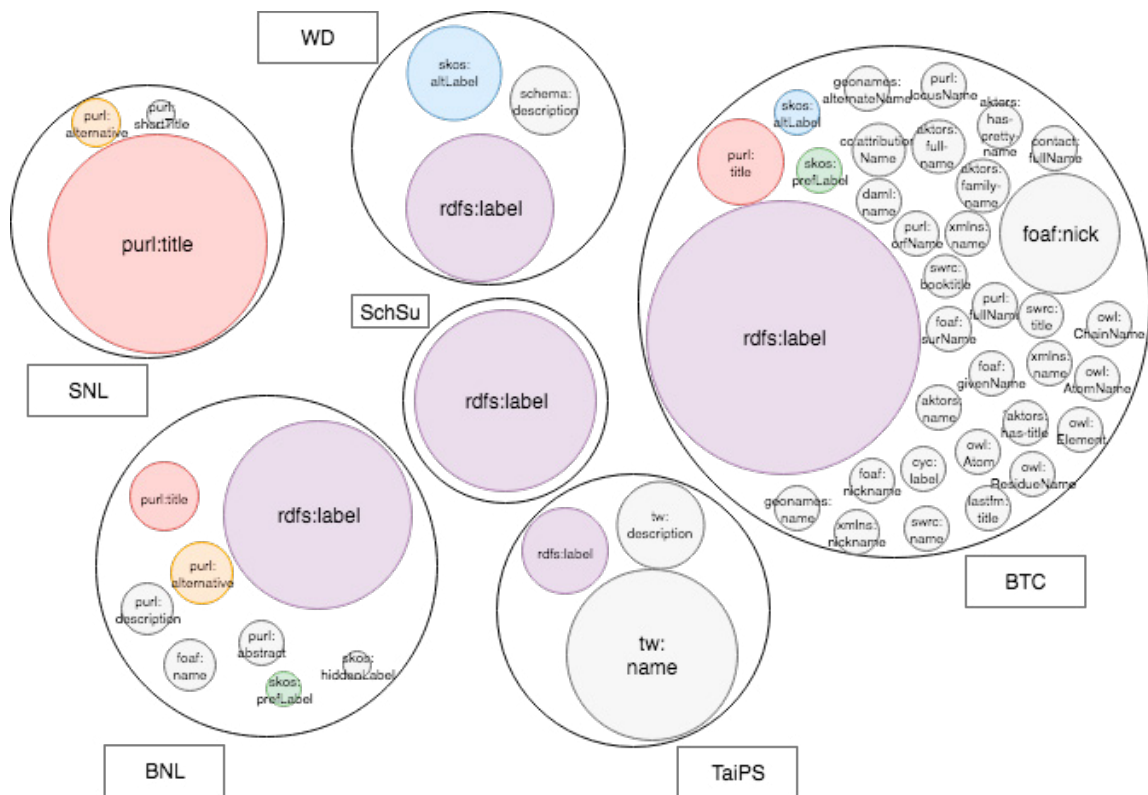 WD
skos:
altLabel
schema:
description
rdfs:label
purl:
alternative
purl:
shortTitle
purl:title
SNL
SchSu
rdfs:label
geonames:
alternateName
purl:
locusName
skos:
altLabel
aktors:
has-
pretty-
name
purl:
title
co:attribution
Name
aktors:
full-
name
contact:
fullName
skos:
prefLabel
aktors:
family-
name
daml:
name
purl:
orfName
xmlns:
name
foaf:nick
swrc:
booktitle
purl:
fullName
swrc:
title
owl:
ChainName
rdfs:label
foaf:
surName
foaf:
givenName
xmlns:
name
owl:
AtomName
aktors:
name
aktors:
has-title
owl:
Element
owl:
Atom
cyc:
label
owl:
ResidueName
foaf:
nickname
geonames:
name
lastfm:
title
xmlns:
nickname
swrc:
name
BTC
purl:title
rdfs:label
purl:
alternative
purl:
description
foaf:
name
purl:
abstract
skos:
hiddenLabel
skos:
prefLabel
BNL
rdfs:label
tw:
description
tw:
name
TaiPS